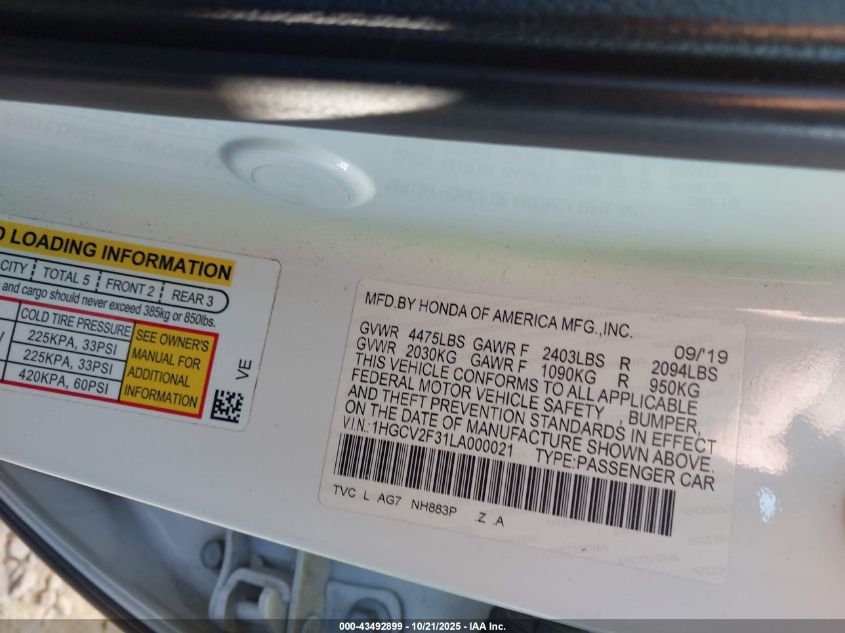 D LOADING INFORMATION
CITY TOTAL 5 FRONT 2 REAR 3
and cargo should never exceed 385kg or 850lbs.
COLD TIRE PRESSURE
225KPA, 33PSI
225KPA, 33PSI
420KPA, 60PSI
SEE OWNER'S
MANUAL FOR
ADDITIONAL
INFORMATION
VE
MFD.BY HONDA OF AMERICA MFG.,INC.
09/'19
GVWR 4475LBS GAWR F 2403LBS R 2094LBS
GVWR 2030KG GAWR F 1090KG R 950KG
THIS VEHICLE CONFORMS TO ALL APPLICABLE
FEDERAL MOTOR VEHICLE SAFETY , BUMPER,
AND THEFT PREVENTION STANDARDS IN EFFECT
ON THE DATE OF MANUFACTURE SHOWN ABOVE.
V.I.N.:1HGCV2F31LA000021 TYPE:PASSENGER CAR
TVC L AG7 NH883P .Z .A
000-43492899 - 10/21/2025 - IAA Inc.